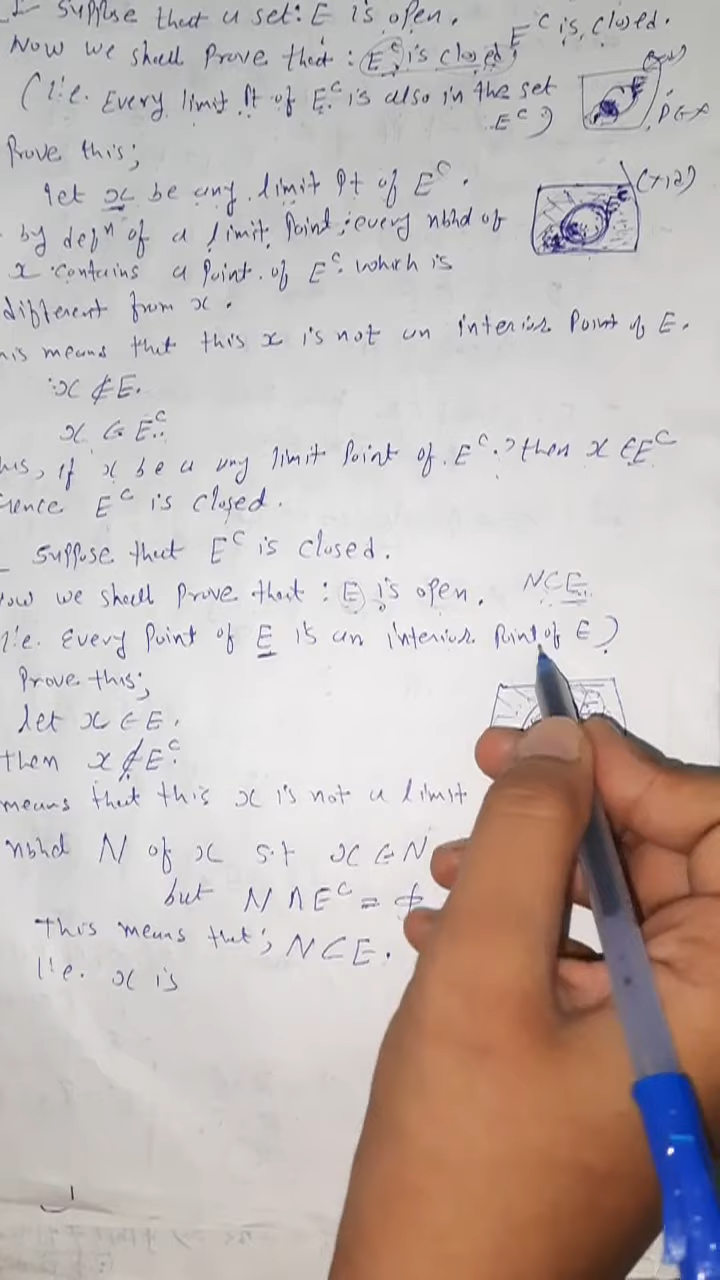 Suppose that a set: E is open.
E^c is closed.
Now we shall prove that: E^c is closed,
(i.e. Every limit pt of E^c is also in the set
E^c)
(x,d)
Prove this;
let x be any limit pt of E^c.
(x,d)
by defⁿ of a limit point; every nbhd of
x contains a point of E^c which is
different from x.
his means that this x is not an interior point of E.
x ∉ E.
x ∈ E^c
his, if x be a any limit point of E^c, then x ∈ E^c
Hence E^c is closed.
Suppose that E^c is closed.
Now we shall prove that: E is open.
N⊂E
i.e. Every point of E is an interior point of E)
Prove this;
let x ∈ E.
then x ∉ E^c
means that this x is not a limit
nbhd N of x s.t x ∈ N
but N ∩ E^c = ϕ
This means that; N⊂E.
i.e. x is